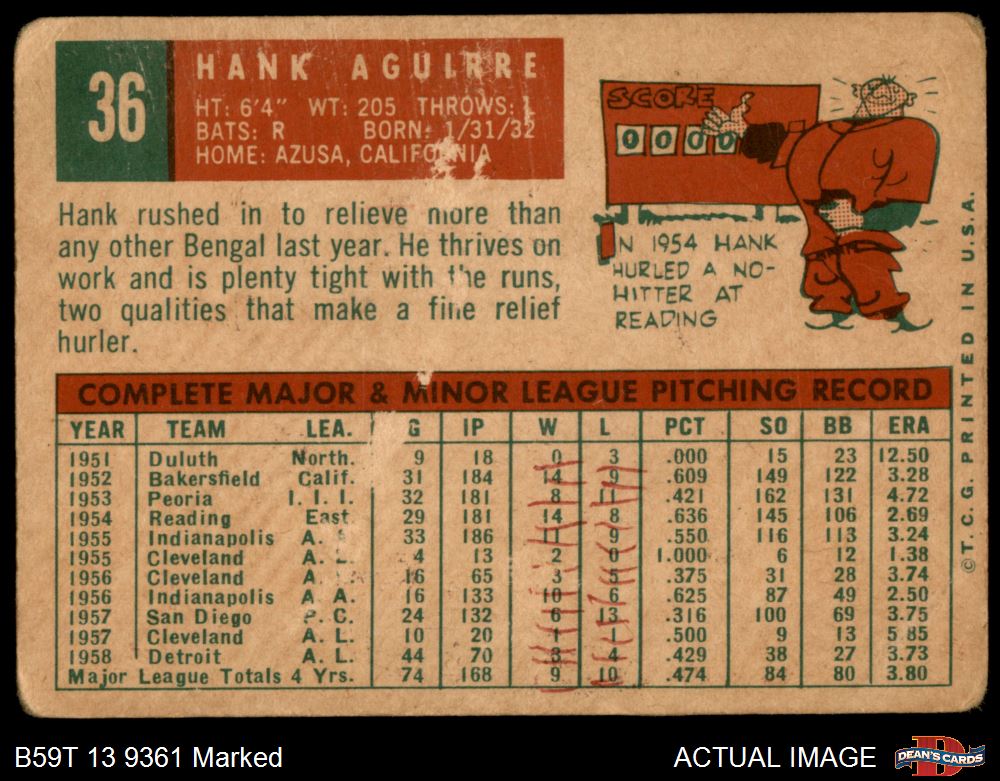 36
HANK AGUIRRE
HT: 6'4" WT: 205 THROWS: L
BATS: R BORN: 1/31/32
HOME: AZUSA, CALIFORNIA
Hank rushed in to relieve more than
any other Bengal last year. He thrives on
work and is plenty tight with the runs,
two qualities that make a fine relief
hurler.
SCORE
0 0 0 0
IN 1954 HANK
HURLED A NO-
HITTER AT
READING
© T.C.G. PRINTED IN U.S.A.
COMPLETE MAJOR & MINOR LEAGUE PITCHING RECORD
YEAR TEAM LEA. G IP W L PCT SO BB ERA
1951 Duluth North. 9 18 0 3 .000 15 23 12.50
1952 Bakersfield Calif. 31 184 14 9 .609 149 122 3.28
1953 Peoria I. I. I. 32 181 8 11 .421 162 131 4.72
1954 Reading East. 29 181 14 8 .636 145 106 2.69
1955 Indianapolis A. 33 186 11 9 .550 116 113 3.24
1955 Cleveland A. 4 13 2 0 1.000 6 12 1.38
1956 Cleveland A. 16 65 3 5 .375 31 28 3.74
1956 Indianapolis A. A. 16 133 10 6 .625 87 49 2.50
1957 San Diego P. C. 24 132 6 13 .316 100 69 3.75
1957 Cleveland A. L. 10 20 1 1 .500 9 13 5.85
1958 Detroit A. L. 44 70 3 4 .429 38 27 3.73
Major League Totals 4 Yrs. 74 168 9 10 .474 84 80 3.80
B59T 13 9361 Marked
ACTUAL IMAGE
DEAN'S CARDS